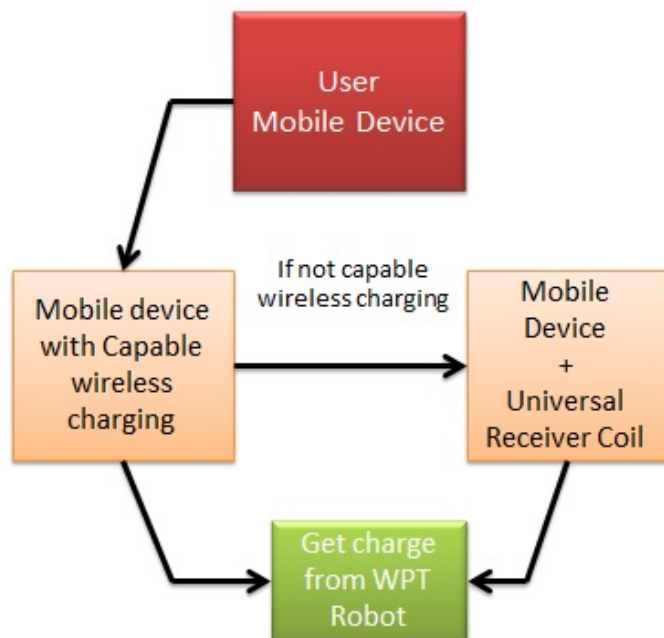 User
Mobile Device
If not capable
wireless charging
Mobile device
with Capable
wireless
charging
Mobile
Device
+
Universal
Receiver Coil
Get charge
from WPT
Robot